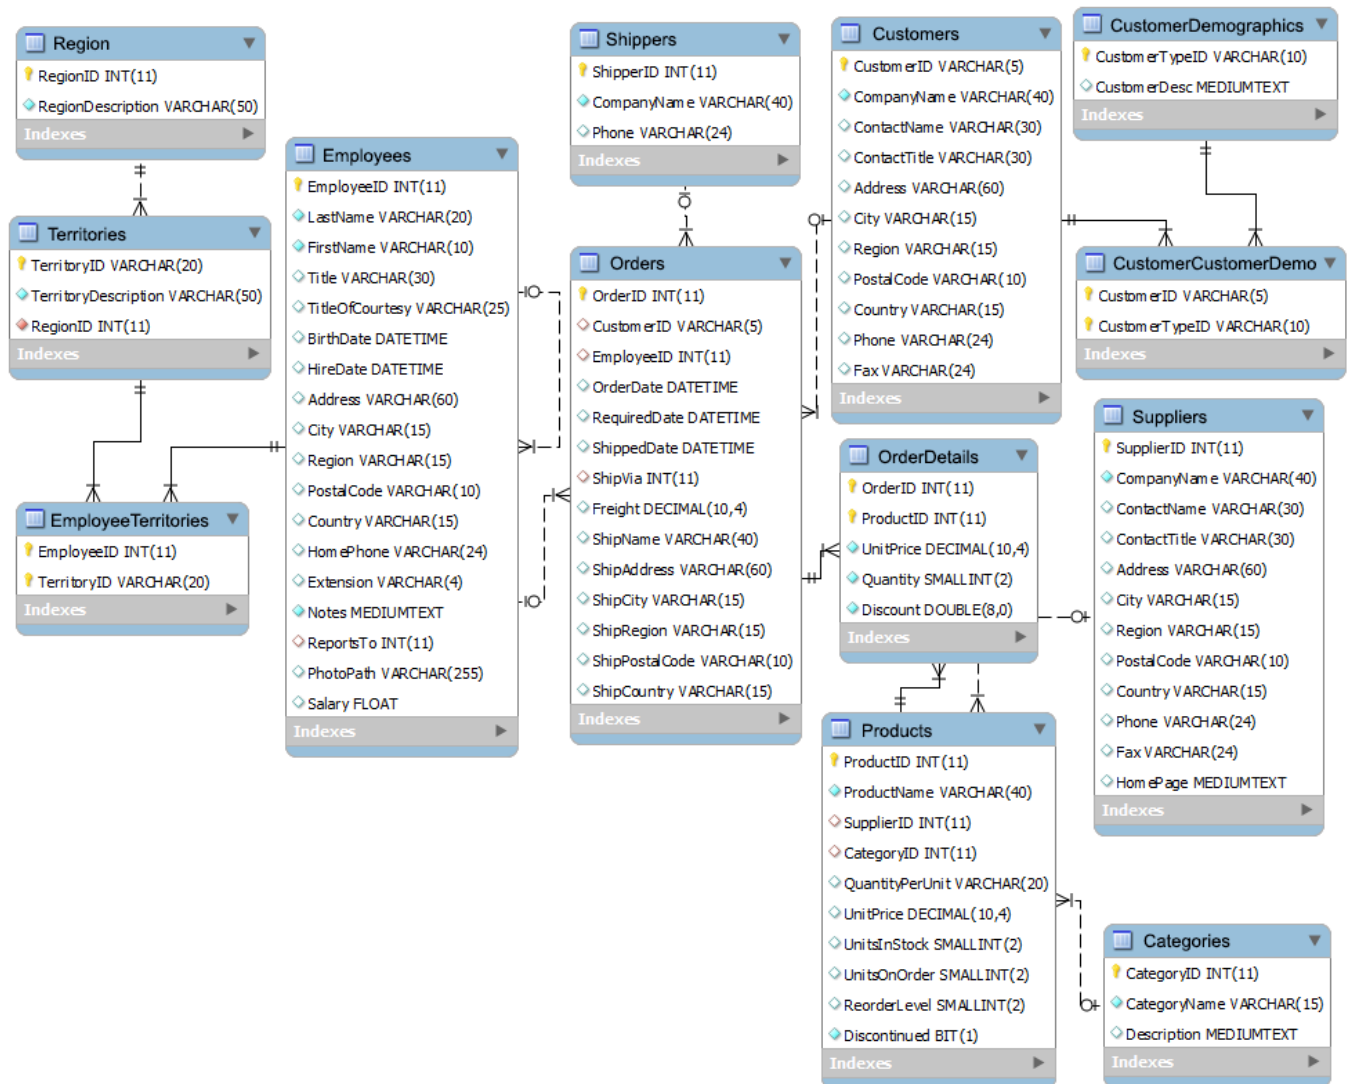 Region
RegionID INT(11)
RegionDescription VARCHAR(50)
Indexes
Territories
TerritoryID VARCHAR(20)
TerritoryDescription VARCHAR(50)
RegionID INT(11)
Indexes
EmployeeTerritories
EmployeeID INT(11)
TerritoryID VARCHAR(20)
Indexes
Employees
EmployeeID INT(11)
LastName VARCHAR(20)
FirstName VARCHAR(10)
Title VARCHAR(30)
TitleOfCourtesy VARCHAR(25)
BirthDate DATETIME
HireDate DATETIME
Address VARCHAR(60)
City VARCHAR(15)
Region VARCHAR(15)
PostalCode VARCHAR(10)
Country VARCHAR(15)
HomePhone VARCHAR(24)
Extension VARCHAR(4)
Notes MEDIUMTEXT
ReportsTo INT(11)
PhotoPath VARCHAR(255)
Salary FLOAT
Indexes
Shippers
ShipperID INT(11)
CompanyName VARCHAR(40)
Phone VARCHAR(24)
Indexes
Orders
OrderID INT(11)
CustomerID VARCHAR(5)
EmployeeID INT(11)
OrderDate DATETIME
RequiredDate DATETIME
ShippedDate DATETIME
ShipVia INT(11)
Freight DECIMAL(10,4)
ShipName VARCHAR(40)
ShipAddress VARCHAR(60)
ShipCity VARCHAR(15)
ShipRegion VARCHAR(15)
ShipPostalCode VARCHAR(10)
ShipCountry VARCHAR(15)
Indexes
Customers
CustomerID VARCHAR(5)
CompanyName VARCHAR(40)
ContactName VARCHAR(30)
ContactTitle VARCHAR(30)
Address VARCHAR(60)
City VARCHAR(15)
Region VARCHAR(15)
PostalCode VARCHAR(10)
Country VARCHAR(15)
Phone VARCHAR(24)
Fax VARCHAR(24)
Indexes
OrderDetails
OrderID INT(11)
ProductID INT(11)
UnitPrice DECIMAL(10,4)
Quantity SMALLINT(2)
Discount DOUBLE(8,0)
Indexes
Products
ProductID INT(11)
ProductName VARCHAR(40)
SupplierID INT(11)
CategoryID INT(11)
QuantityPerUnit VARCHAR(20)
UnitPrice DECIMAL(10,4)
UnitsInStock SMALLINT(2)
UnitsOnOrder SMALLINT(2)
ReorderLevel SMALLINT(2)
Discontinued BIT(1)
Indexes
CustomerDemographics
CustomerTypeID VARCHAR(10)
CustomerDesc MEDIUMTEXT
Indexes
CustomerCustomerDemo
CustomerID VARCHAR(5)
CustomerTypeID VARCHAR(10)
Indexes
Suppliers
SupplierID INT(11)
CompanyName VARCHAR(40)
ContactName VARCHAR(30)
ContactTitle VARCHAR(30)
Address VARCHAR(60)
City VARCHAR(15)
Region VARCHAR(15)
PostalCode VARCHAR(10)
Country VARCHAR(15)
Phone VARCHAR(24)
Fax VARCHAR(24)
HomePage MEDIUMTEXT
Indexes
Categories
CategoryID INT(11)
CategoryName VARCHAR(15)
Description MEDIUMTEXT
Indexes